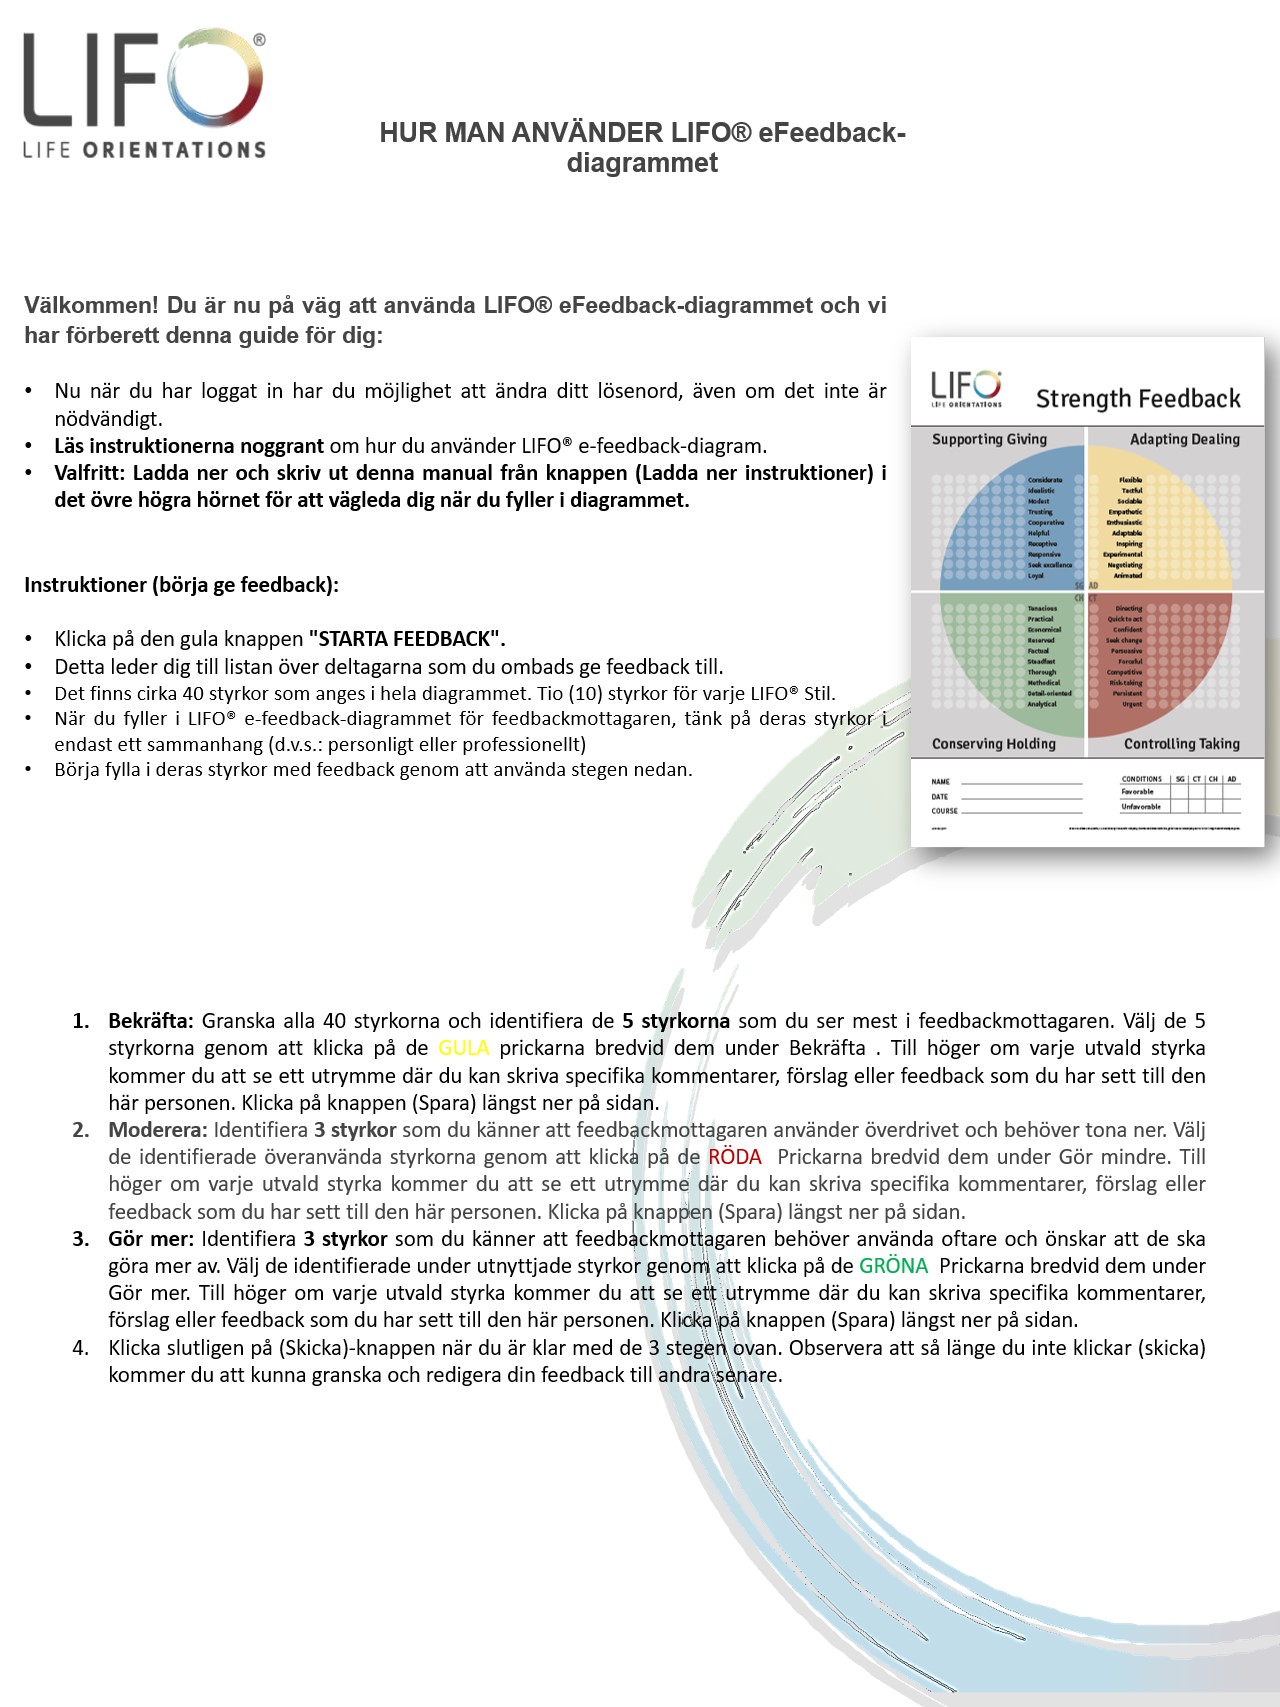 LIFO®
LIFE ORIENTATIONS
HUR MAN ANVÄNDER LIFO® eFeedback-
diagrammet
Välkommen! Du är nu på väg att använda LIFO® eFeedback-diagrammet och vi
har förberett denna guide för dig:
• Nu när du har loggat in har du möjlighet att ändra ditt lösenord, även om det inte är
nödvändigt.
• Läs instruktionerna noggrant om hur du använder LIFO® e-feedback-diagram.
• Valfritt: Ladda ner och skriv ut denna manual från knappen (Ladda ner instruktioner) i
det övre högra hörnet för att vägleda dig när du fyller i diagrammet.
Instruktioner (börja ge feedback):
• Klicka på den gula knappen "STARTA FEEDBACK".
• Detta leder dig till listan över deltagarna som du ombads ge feedback till.
• Det finns cirka 40 styrkor som anges i hela diagrammet. Tio (10) styrkor för varje LIFO® Stil.
• När du fyller i LIFO® e-feedback-diagrammet för feedbackmottagaren, tänk på deras styrkor i
endast ett sammanhang (d.v.s.: personligt eller professionellt)
• Börja fylla i deras styrkor med feedback genom att använda stegen nedan.
LIFO
LIFE ORIENTATIONS
Strength Feedback
Supporting Giving
Adapting Dealing
Considerate
Idealistic
Modest
Trusting
Cooperative
Helpful
Receptive
Responsive
Seek excellence
Loyal
Flexible
Tactful
Sociable
Empathetic
Enthusiastic
Adaptable
Inspiring
Experimental
Negotiating
Animated
SG AD
CH CT
Tenacious
Practical
Economical
Reserved
Factual
Steadfast
Thorough
Methodical
Detail-oriented
Analytical
Directing
Quick to act
Confident
Seek change
Persuasive
Forceful
Competitive
Risk-taking
Persistent
Urgent
Conserving Holding
Controlling Taking
NAME
DATE
COURSE
CONDITIONS SG CT CH AD
Favorable
Unfavorable
1. Bekräfta: Granska alla 40 styrkorna och identifiera de 5 styrkorna som du ser mest i feedbackmottagaren. Välj de 5
styrkorna genom att klicka på de GULA prickarna bredvid dem under Bekräfta . Till höger om varje utvald styrka
kommer du att se ett utrymme där du kan skriva specifika kommentarer, förslag eller feedback som du har sett till den
här personen. Klicka på knappen (Spara) längst ner på sidan.
2. Moderera: Identifiera 3 styrkor som du känner att feedbackmottagaren använder överdrivet och behöver tona ner. Välj
de identifierade överanvända styrkorna genom att klicka på de RÖDA Prickarna bredvid dem under Gör mindre. Till
höger om varje utvald styrka kommer du att se ett utrymme där du kan skriva specifika kommentarer, förslag eller
feedback som du har sett till den här personen. Klicka på knappen (Spara) längst ner på sidan.
3. Gör mer: Identifiera 3 styrkor som du känner att feedbackmottagaren behöver använda oftare och önskar att de ska
göra mer av. Välj de identifierade under utnyttjade styrkor genom att klicka på de GRÖNA Prickarna bredvid dem under
Gör mer. Till höger om varje utvald styrka kommer du att se ett utrymme där du kan skriva specifika kommentarer,
förslag eller feedback som du har sett till den här personen. Klicka på knappen (Spara) längst ner på sidan.
4. Klicka slutligen på (Skicka)-knappen när du är klar med de 3 stegen ovan. Observera att så länge du inte klickar (skicka)
kommer du att kunna granska och redigera din feedback till andra senare.